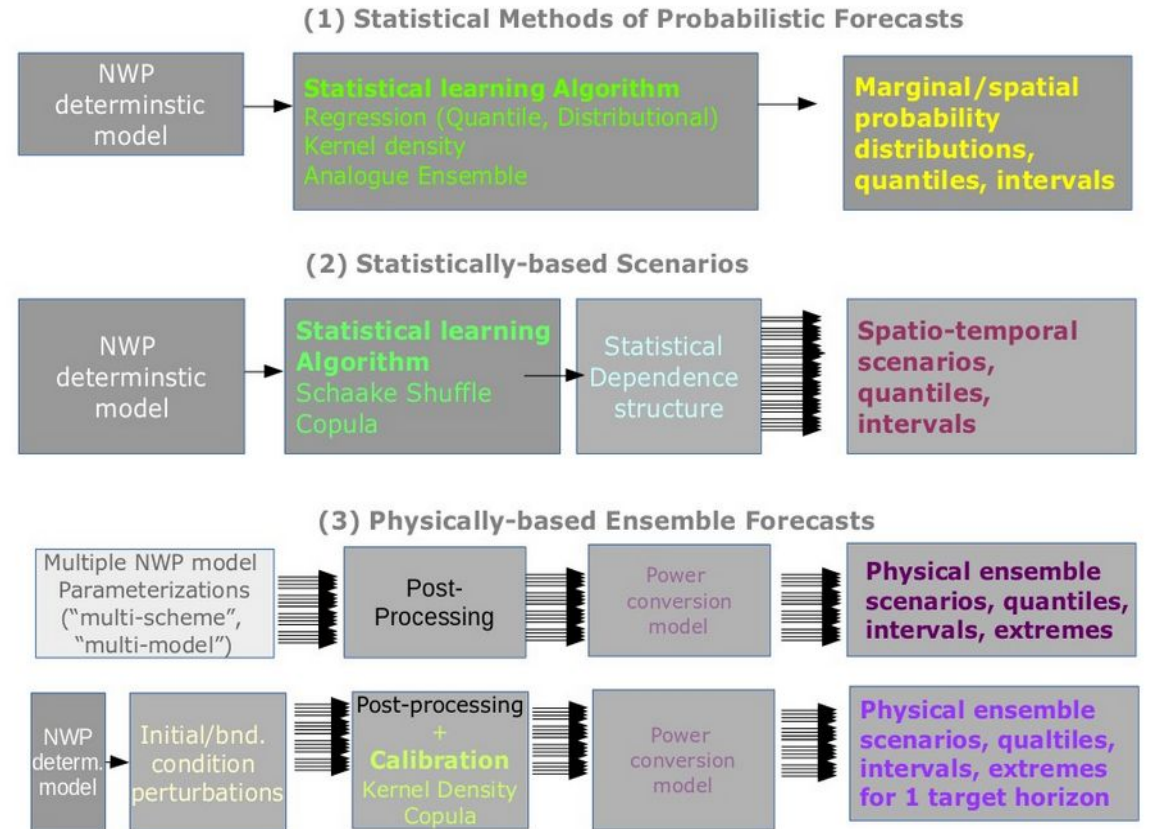 (1) Statistical Methods of Probabilistic Forecasts
NWP
determinstic
model
Statistical learning Algorithm
Regression (Quantile, Distributional)
Kernel density
Analogue Ensemble
Marginal/spatial
probability
distributions,
quantiles, intervals
(2) Statistically-based Scenarios
NWP
determinstic
model
Statistical learning
Algorithm
Schaake Shuffle
Copula
Statistical
Dependence
structure
Spatio-temporal
scenarios,
quantiles,
intervals
(3) Physically-based Ensemble Forecasts
Multiple NWP model
Parameterizations
(“multi-scheme”,
“multi-model”)
Post-
Processing
Power
conversion
model
Physical ensemble
scenarios, quantiles,
intervals, extremes
NWP
determ.
model
Initial/bnd.
condition
perturbations
Post-processing
+
Calibration
Kernel Density
Copula
Power
conversion
model
Physical ensemble
scenarios, qualtiles,
intervals, extremes
for 1 target horizon